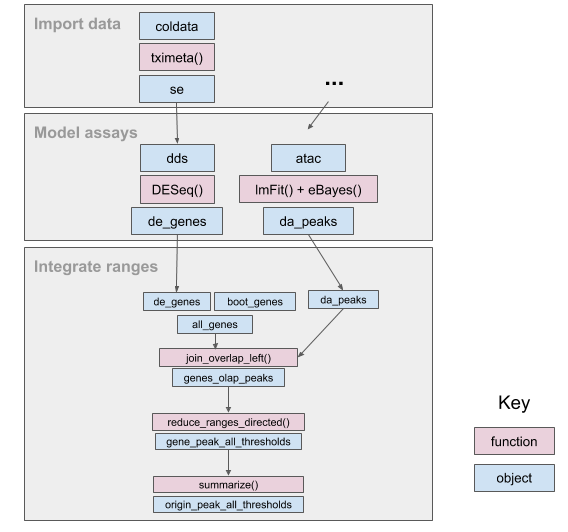 Import data
coldata
tximeta()
se
...
Model assays
dds
atac
DESeq()
lmFit() + eBayes()
de_genes
da_peaks
Integrate ranges
de_genes
boot_genes
da_peaks
all_genes
join_overlap_left()
genes_olap_peaks
reduce_ranges_directed()
gene_peak_all_thresholds
summarize()
origin_peak_all_thresholds
Key
function
object